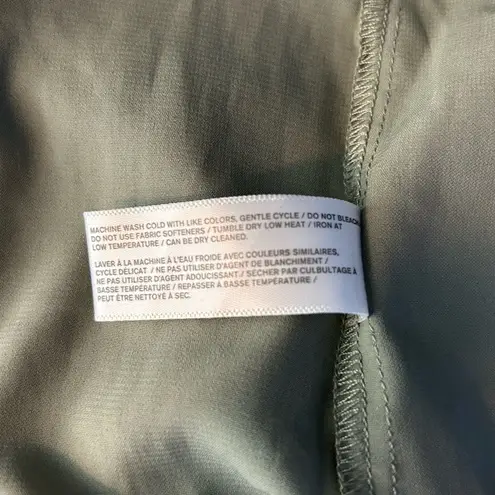 MACHINE WASH COLD WITH LIKE COLORS, GENTLE CYCLE / DO NOT BLEACH
DO NOT USE FABRIC SOFTENERS / TUMBLE DRY LOW HEAT / IRON AT
LOW TEMPERATURE / CAN BE DRY CLEANED.
LAVER À LA MACHINE À L'EAU FROIDE AVEC COULEURS SIMILAIRES,
CYCLE DÉLICAT / NE PAS UTILISER D'AGENT DE BLANCHIMENT /
NE PAS UTILISER D'AGENT ADOUCISSANT / SÉCHER PAR CULBULTAGE À
BASSE TEMPÉRATURE / REPASSER À BASSE TEMPÉRATURE /
PEUT ÊTRE NETTOYÉ À SEC.